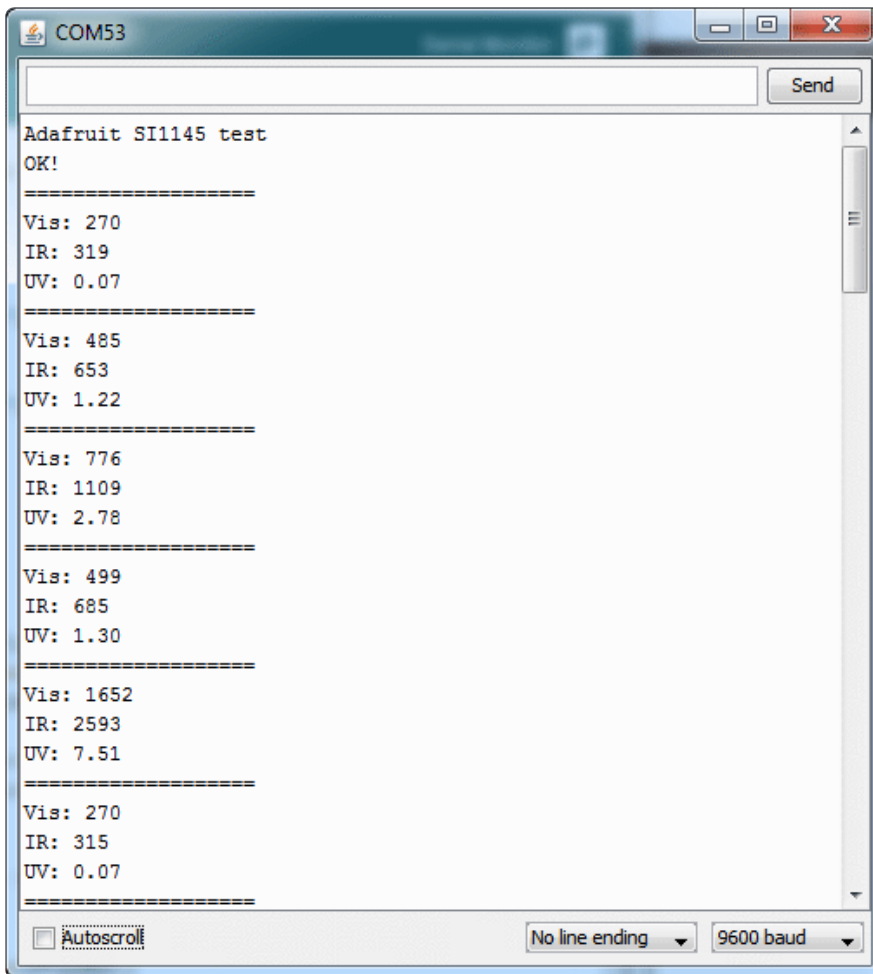 COM53
Send
Adafruit SI1145 test
OK!
===================
Vis: 270
IR: 319
UV: 0.07
===================
Vis: 485
IR: 653
UV: 1.22
===================
Vis: 776
IR: 1109
UV: 2.78
===================
Vis: 499
IR: 685
UV: 1.30
===================
Vis: 1652
IR: 2593
UV: 7.51
===================
Vis: 270
IR: 315
UV: 0.07
===================
Autoscroll No line ending 9600 baud